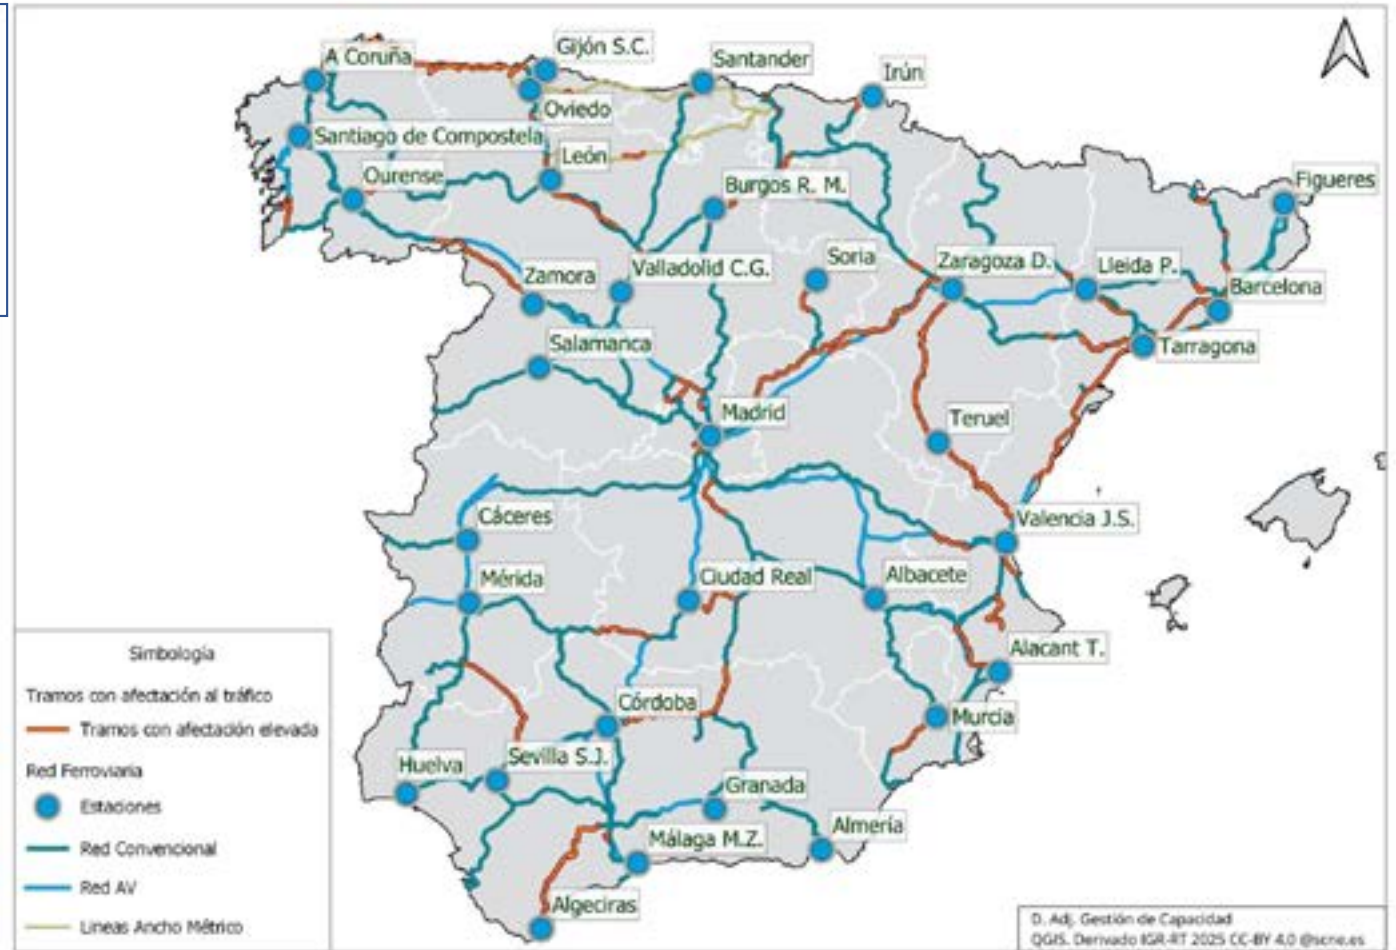 A Coruña
Gijón S.C.
Santander
Irún
Oviedo
Santiago de Compostela
León
Ourense
Burgos R. M.
Figueres
Soria
Zaragoza D.
Lleida P.
Zamora
Valladolid C.G.
Barcelona
Salamanca
Tarragona
Madrid
Teruel
Cáceres
Valencia J.S.
Mérida
Ciudad Real
Albacete
Alacant T.
Córdoba
Murcia
Huelva
Sevilla S.J.
Granada
Almería
Málaga M.Z.
Algeciras
Simbología
Tramos con afectación al tráfico
Tramos con afectación elevada
Red Ferroviaria
Estaciones
Red Convencional
Red AV
Lineas Ancho Métrico
D. Adj. Gestión de Capacidad
QGIS. Derivado IGR-RT 2025 CC-BY 4.0 @scne.es